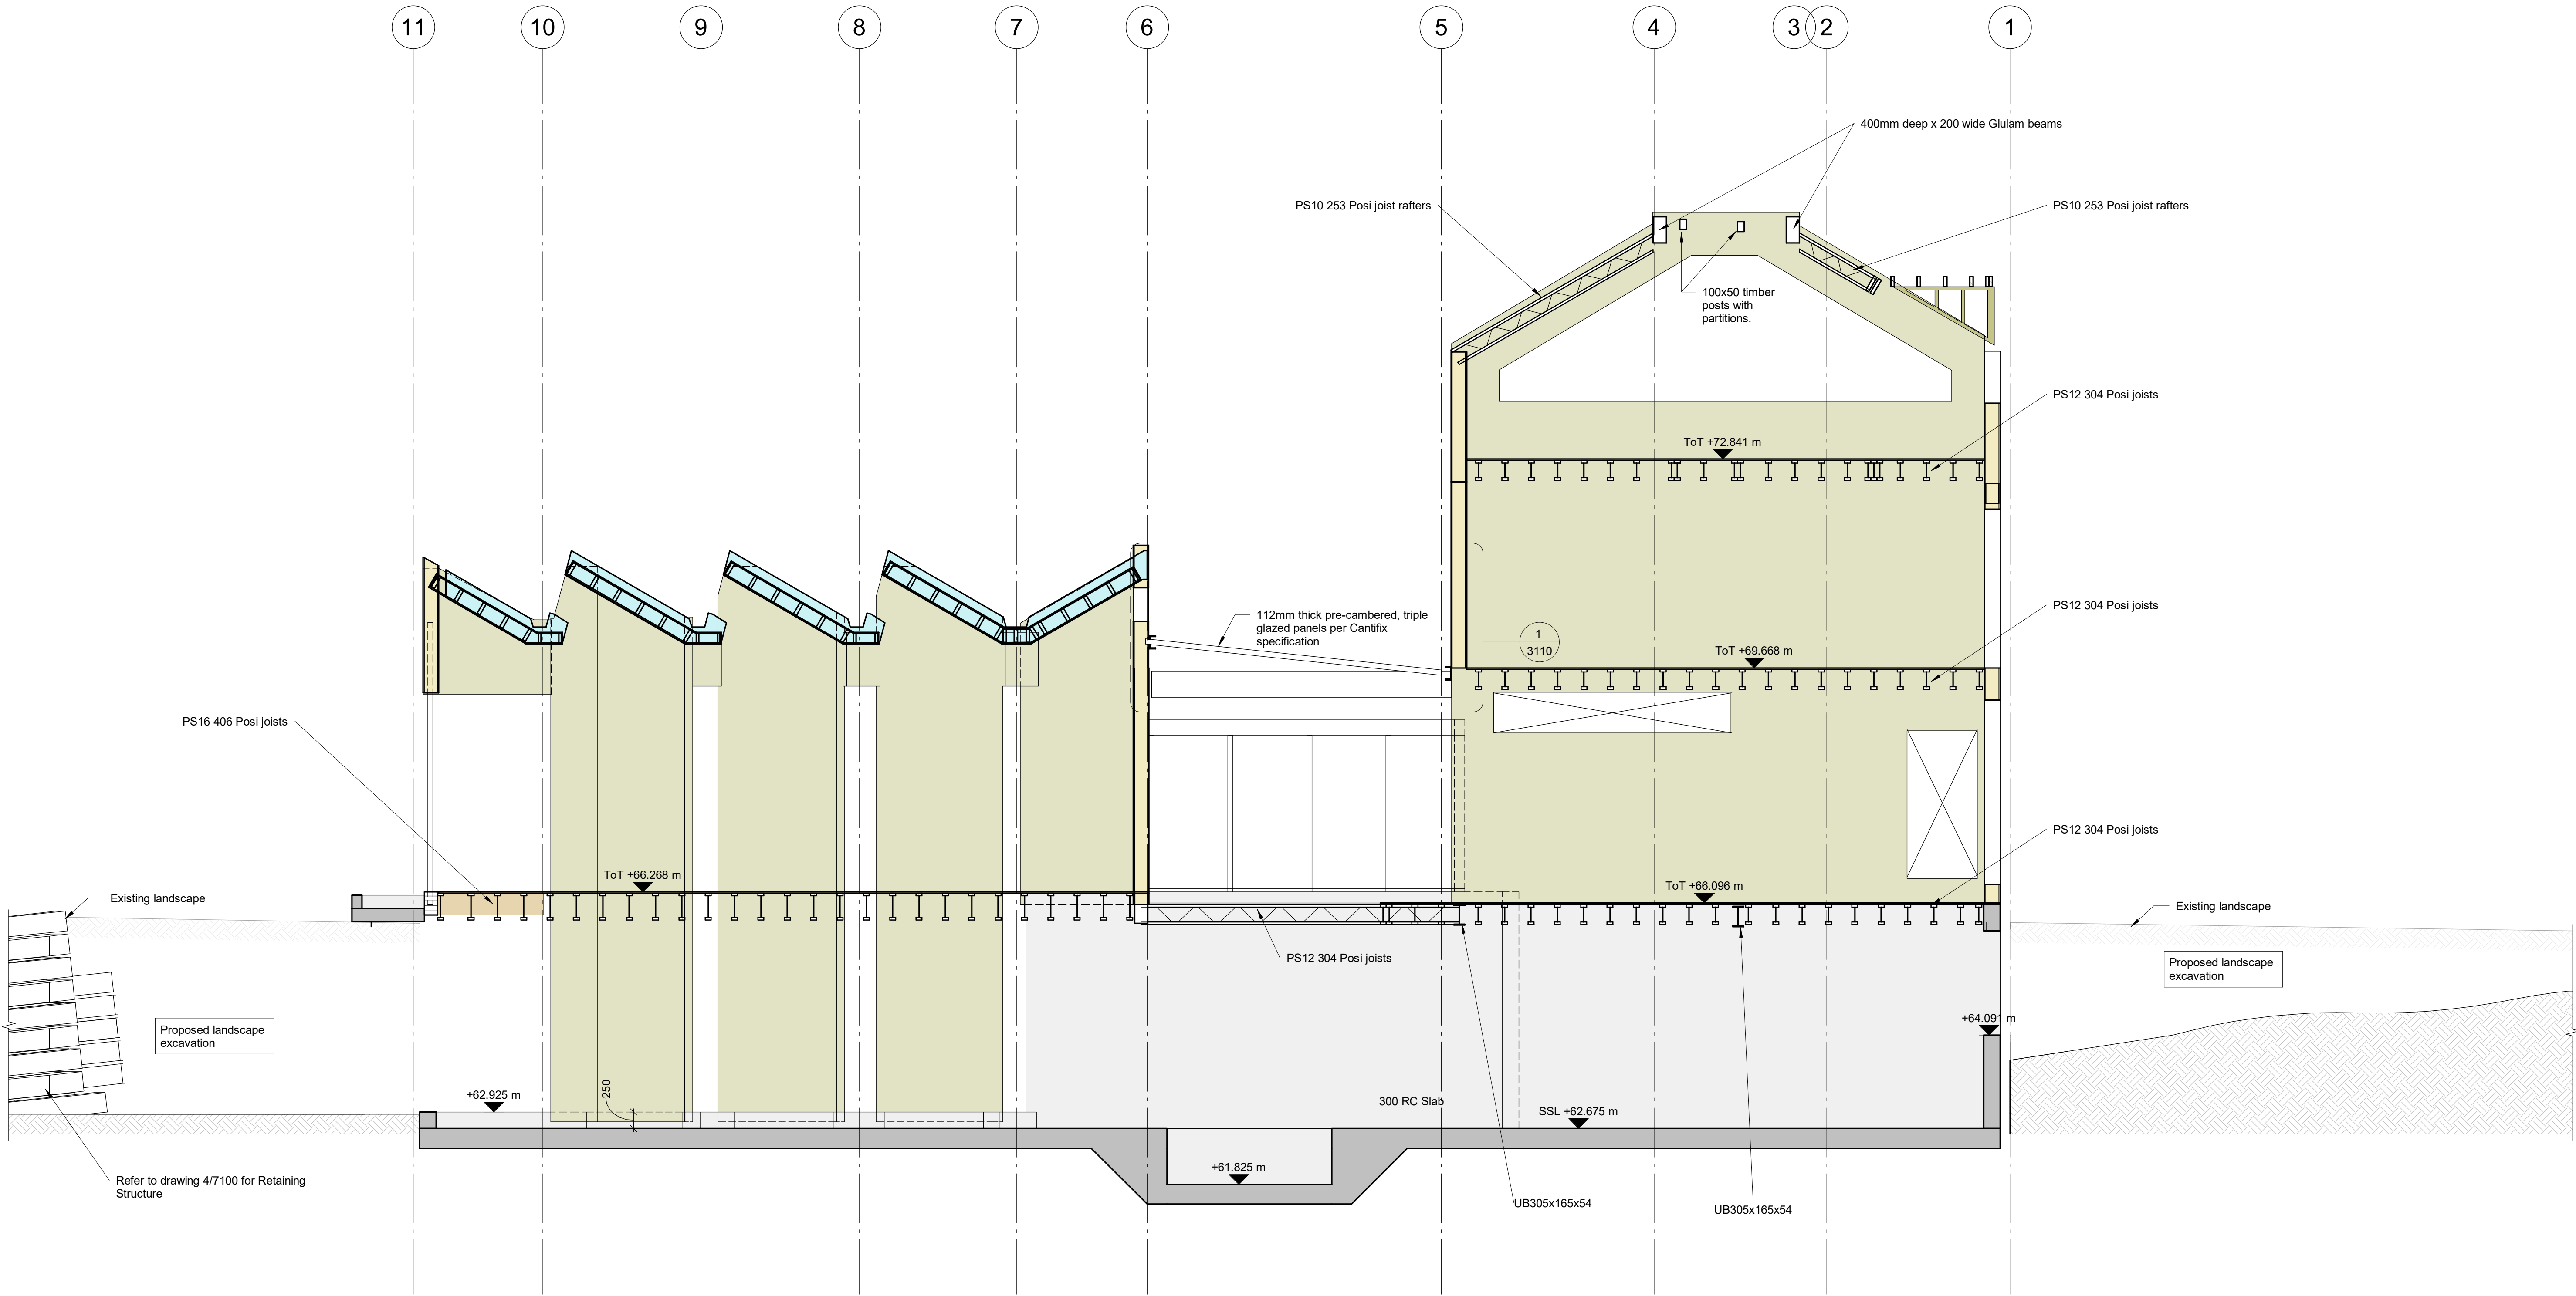 11
10
9
8
7
6
5
4
3
2
1
400mm deep x 200 wide Glulam beams
PS10 253 Posi joist rafters
PS10 253 Posi joist rafters
100x50 timber
posts with
partitions.
PS12 304 Posi joists
ToT +72.841 m
112mm thick pre-cambered, triple
glazed panels per Cantifix
specification
1
3110
PS12 304 Posi joists
ToT +69.668 m
PS16 406 Posi joists
PS12 304 Posi joists
ToT +66.268 m
ToT +66.096 m
Existing landscape
Existing landscape
PS12 304 Posi joists
Proposed landscape
excavation
Proposed landscape
excavation
+64.091 m
+62.925 m
250
300 RC Slab
SSL +62.675 m
+61.825 m
Refer to drawing 4/7100 for Retaining
Structure
UB305x165x54
UB305x165x54